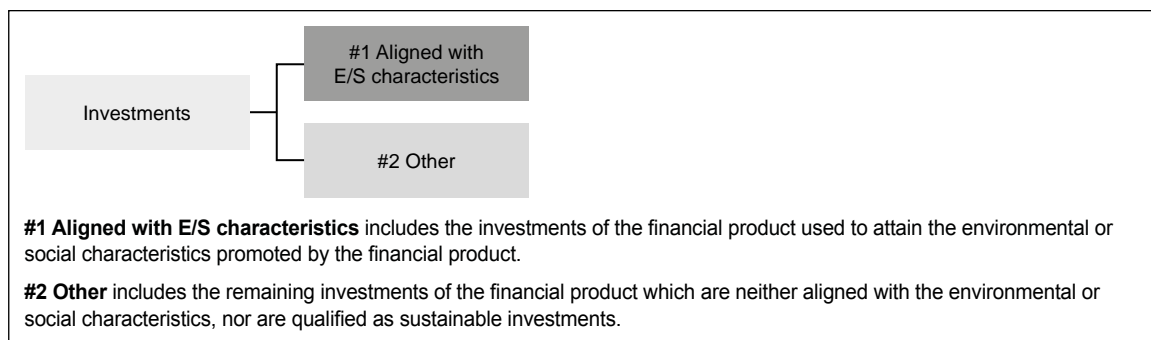 #1 Aligned with
E/S characteristics
Investments
#2 Other
#1 Aligned with E/S characteristics includes the investments of the financial product used to attain the environmental or
social characteristics promoted by the financial product.
#2 Other includes the remaining investments of the financial product which are neither aligned with the environmental or
social characteristics, nor are qualified as sustainable investments.